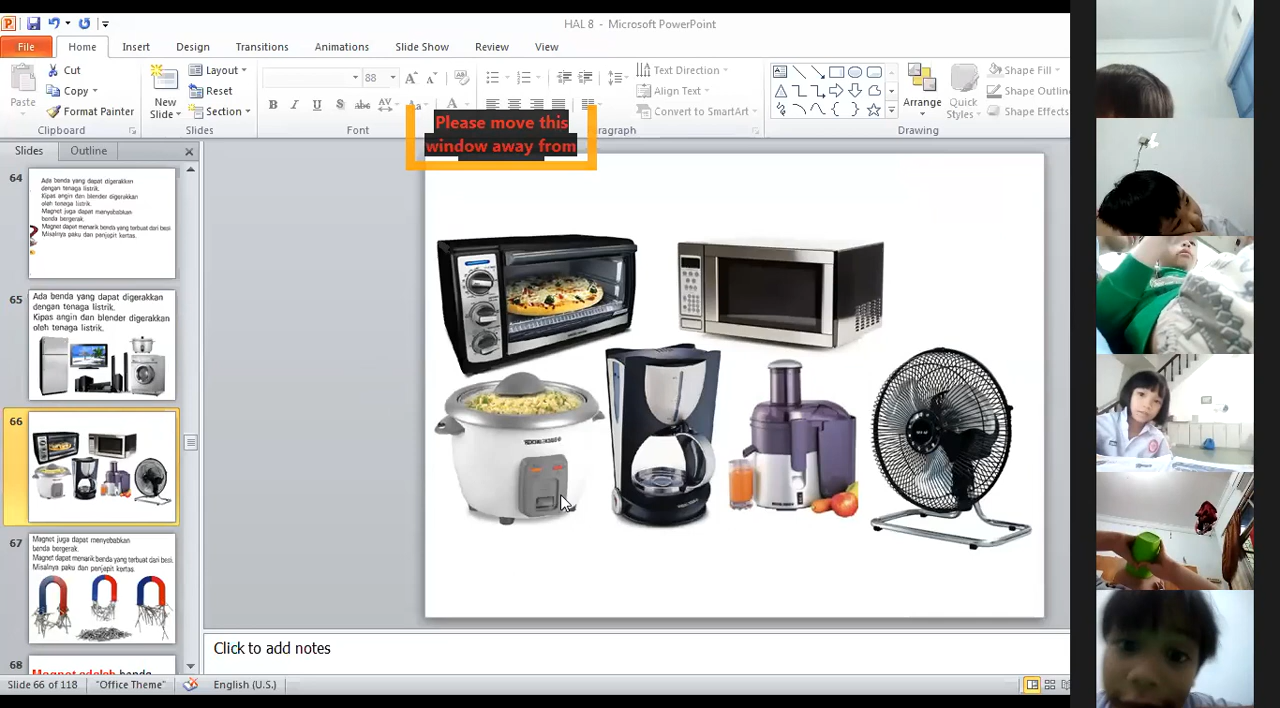 HAL 8 - Microsoft PowerPoint
File
Home
Insert
Design
Transitions
Animations
Slide Show
Review
View
Paste
Cut
Copy
Format Painter
Clipboard
New
Slide
Layout
Reset
Section
Slides
88
Font
Text Direction
Align Text
Convert to SmartArt
aragraph
Arrange
Quick
Styles
Shape Fill
Shape Outline
Shape Effects
Drawing
Please move this
window away from
Slides
Outline
64
Ada benda yang dapat digerakkan
dengan tenaga listrik.
Kipas angin dan blender digerakkan
oleh tenaga listrik.
Magnet juga dapat menyebabkan
benda bergerak.
Magnet dapat menarik benda yang terbuat dari besi
Misalnya paku dan penjepit kertas.
65
Ada benda yang dapat digerakkan
dengan tenaga listrik.
Kipas angin dan blender digerakkan
oleh tenaga listrik.
66
67
Magnet juga dapat menyebabkan
benda bergerak.
Magnet dapat menarik benda yang terbuat dari besi.
Misalnya paku dan penjepit kertas.
68
Magnet adalah benda
Click to add notes
Slide 66 of 118
"Office Theme"
English (U.S.)